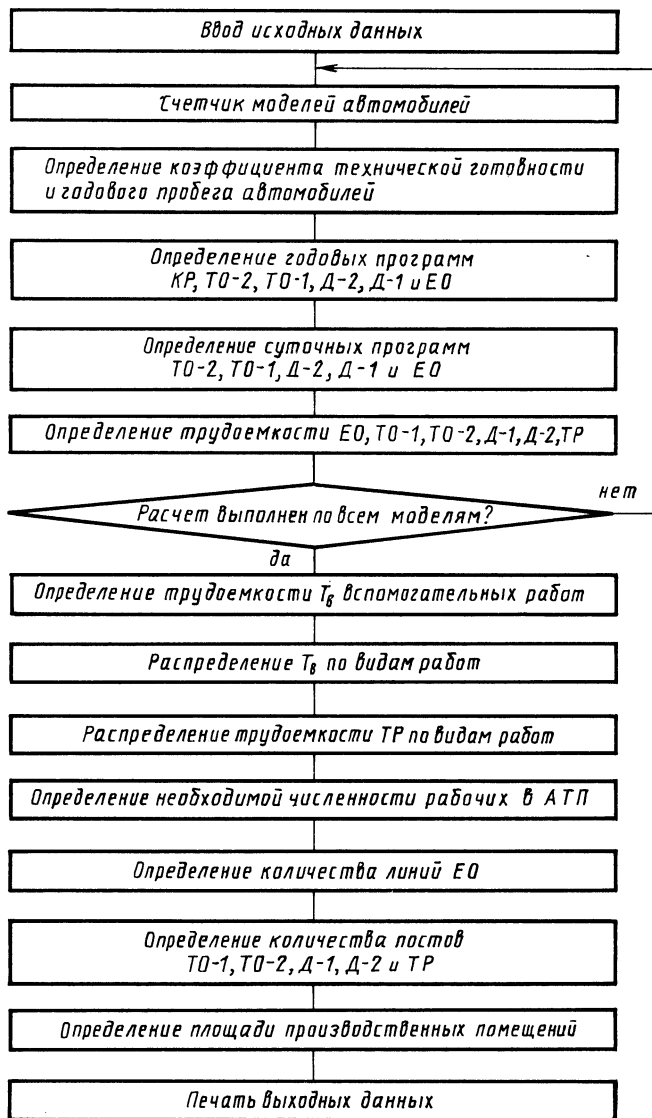 Ввод исходных данных
Счетчик моделей автомобилей
Определение коэффициента технической готовности
и годового пробега автомобилей
Определение годовых программ
КР, ТО-2, ТО-1, Д-2, Д-1 и ЕО
Определение суточных программ
ТО-2, ТО-1, Д-2, Д-1 и ЕО
Определение трудоемкости ЕО, ТО-1, ТО-2, Д-1, Д-2, ТР
нет
Расчет выполнен по всем моделям?
да
Определение трудоемкости Тв вспомогательных работ
Распределение Тв по видам работ
Распределение трудоемкости ТР по видам работ
Определение необходимой численности рабочих в АТП
Определение количества линий ЕО
Определение количества постов
ТО-1, ТО-2, Д-1, Д-2 и ТР
Определение площади производственных помещений
Печать выходных данных